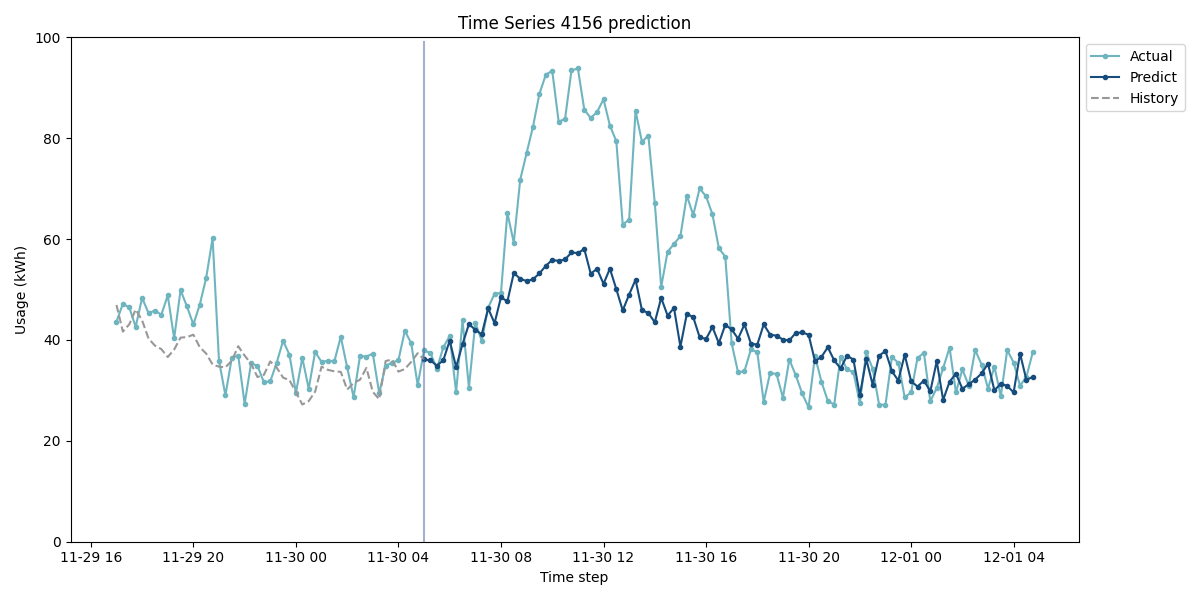 Time Series 4156 prediction
100
80
60
40
20
0
Usage (kWh)
11-29 16
11-29 20
11-30 00
11-30 04
11-30 08
11-30 12
11-30 16
11-30 20
12-01 00
12-01 04
Time step
Actual
Predict
History